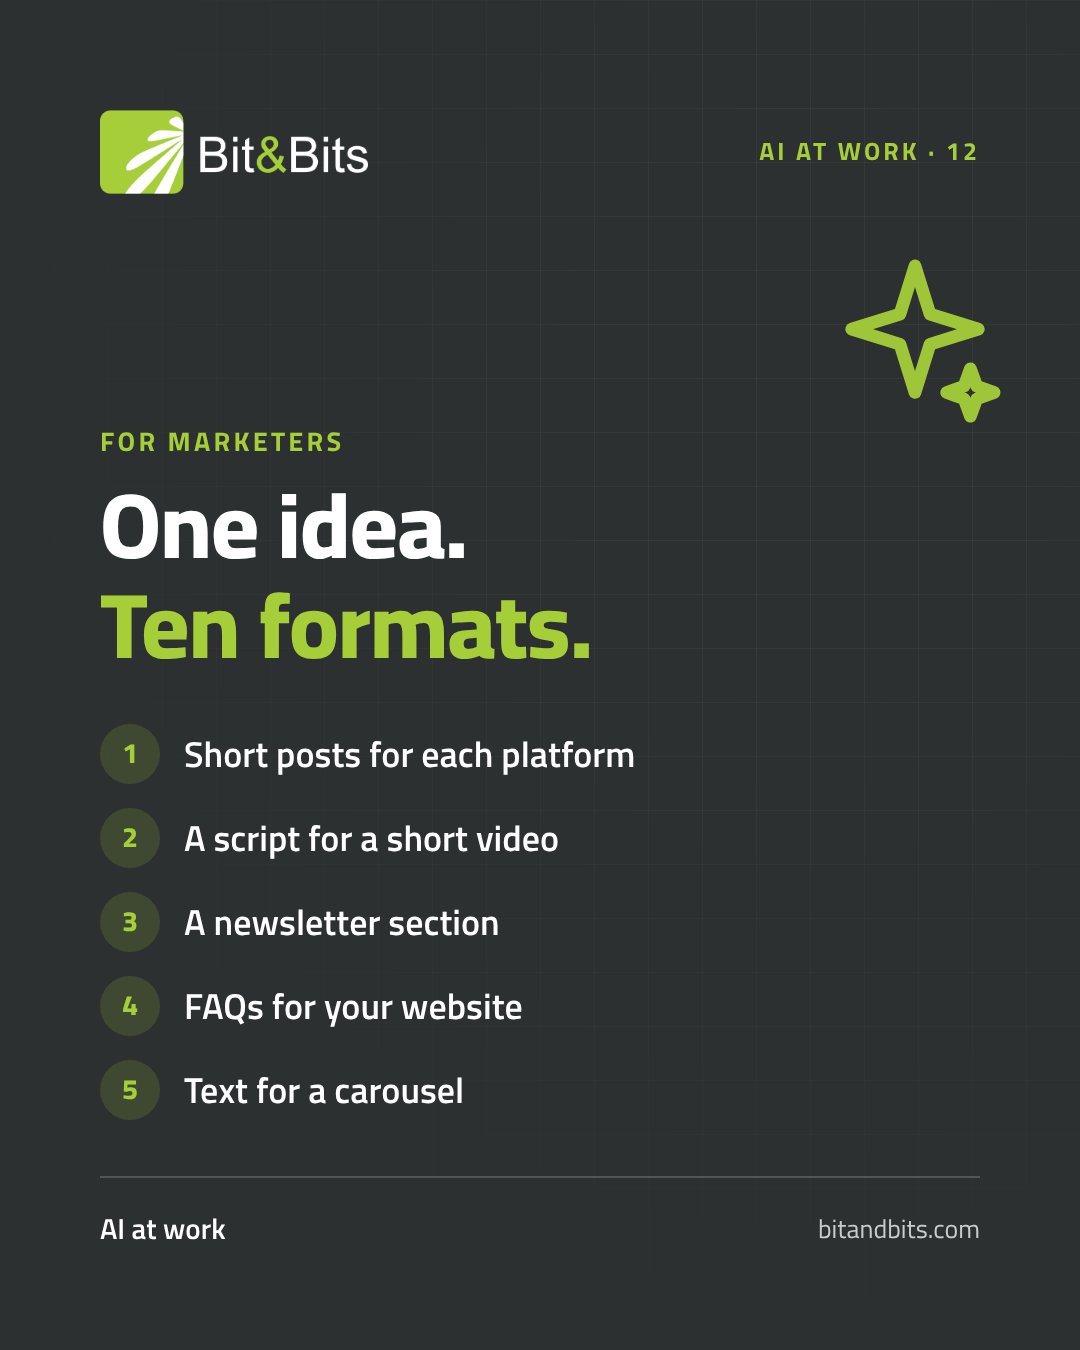 Bit&Bits
AI AT WORK · 12
FOR MARKETERS
One idea.
Ten formats.
1 Short posts for each platform
2 A script for a short video
3 A newsletter section
4 FAQs for your website
5 Text for a carousel
AI at work
bitandbits.com